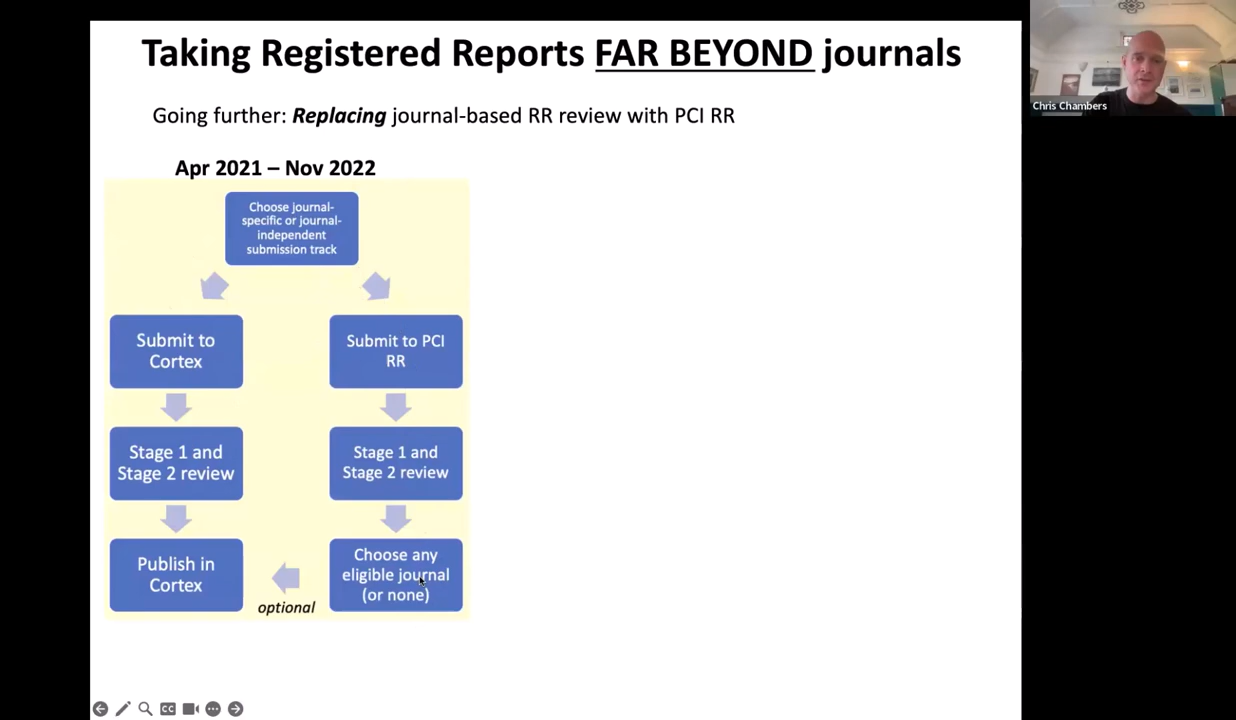 Taking Registered Reports FAR BEYOND journals
Going further: Replacing journal-based RR review with PCI RR
Apr 2021 – Nov 2022
Choose journal-
specific or journal-
independent
submission track
Submit to
Cortex
Submit to PCI
RR
Stage 1 and
Stage 2 review
Stage 1 and
Stage 2 review
Publish in
Cortex
optional
Choose any
eligible journal
(or none)
Chris Chambers
CC